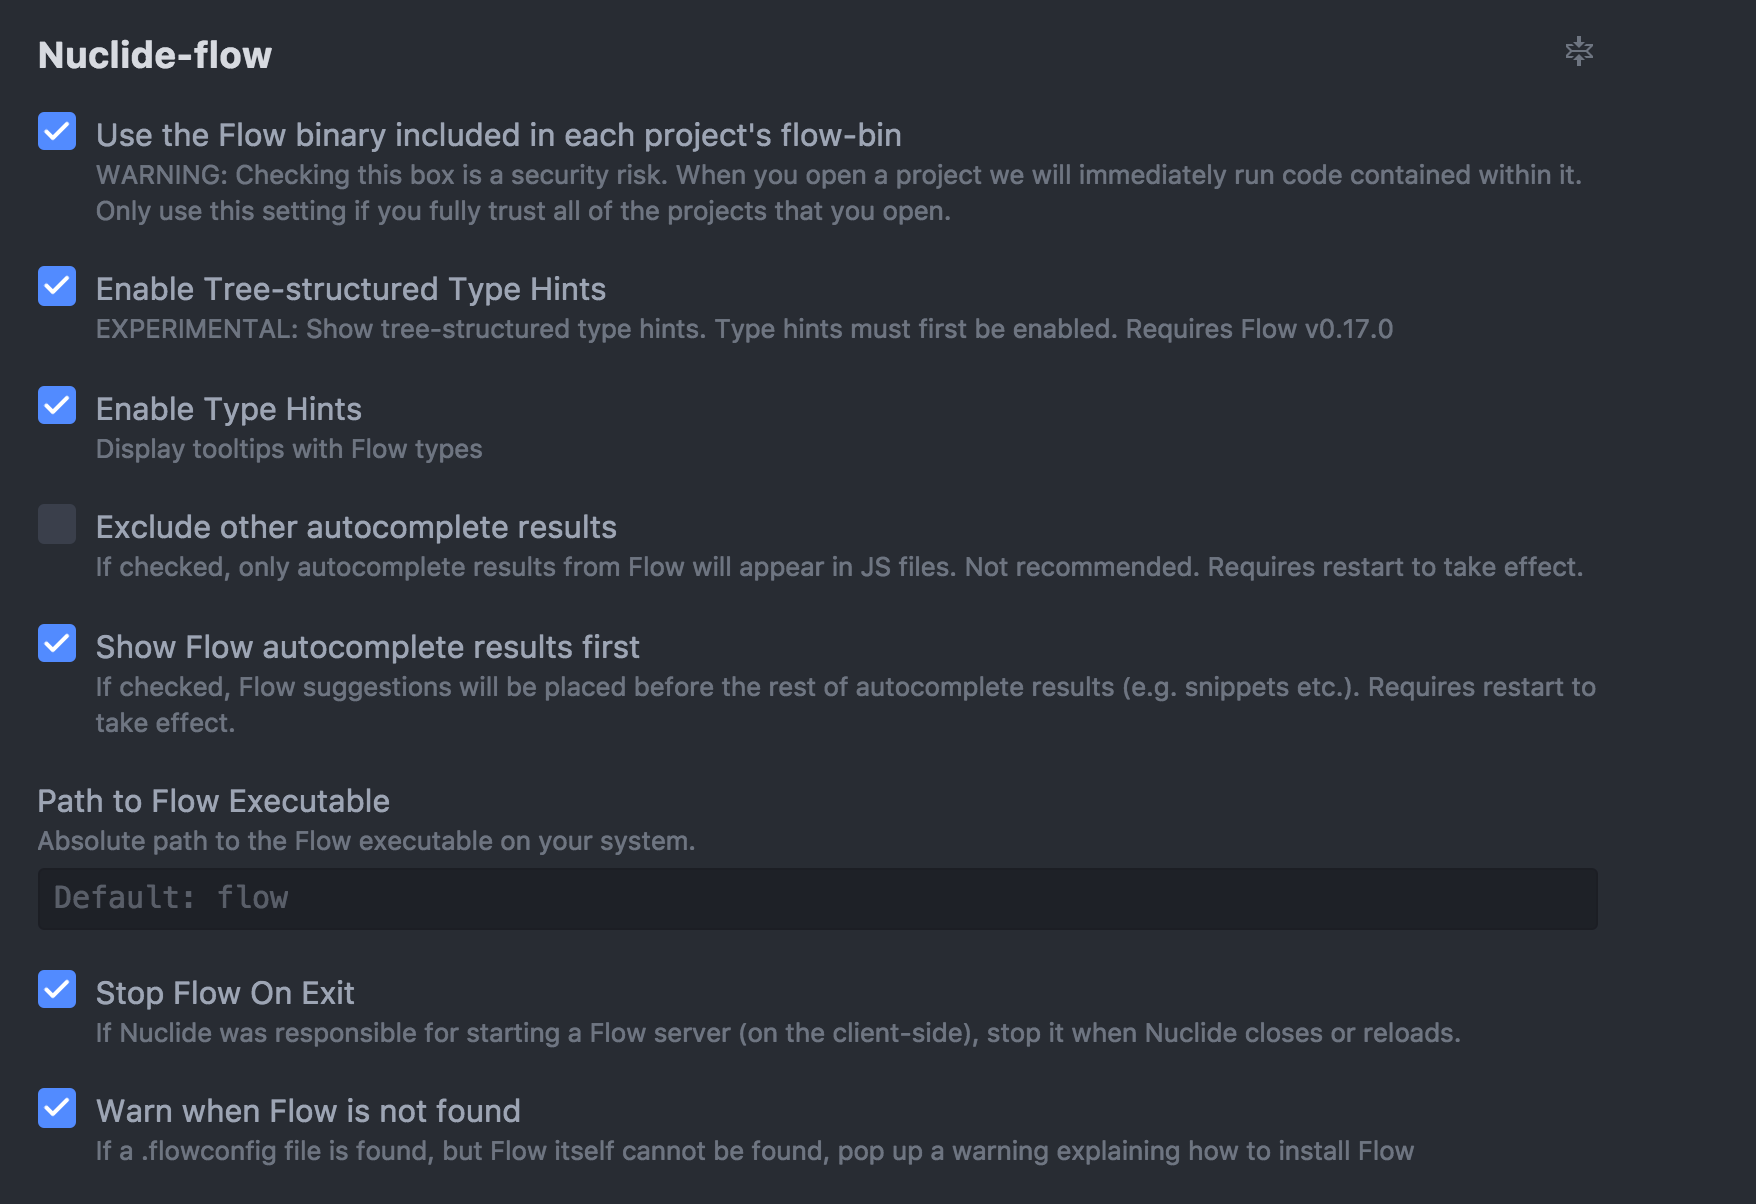 Nuclide-flow
Use the Flow binary included in each project's flow-bin
WARNING: Checking this box is a security risk. When you open a project we will immediately run code contained within it.
Only use this setting if you fully trust all of the projects that you open.
Enable Tree-structured Type Hints
EXPERIMENTAL: Show tree-structured type hints. Type hints must first be enabled. Requires Flow v0.17.0
Enable Type Hints
Display tooltips with Flow types
Exclude other autocomplete results
If checked, only autocomplete results from Flow will appear in JS files. Not recommended. Requires restart to take effect.
Show Flow autocomplete results first
If checked, Flow suggestions will be placed before the rest of autocomplete results (e.g. snippets etc.). Requires restart to
take effect.
Path to Flow Executable
Absolute path to the Flow executable on your system.
Default: flow
Stop Flow On Exit
If Nuclide was responsible for starting a Flow server (on the client-side), stop it when Nuclide closes or reloads.
Warn when Flow is not found
If a .flowconfig file is found, but Flow itself cannot be found, pop up a warning explaining how to install Flow